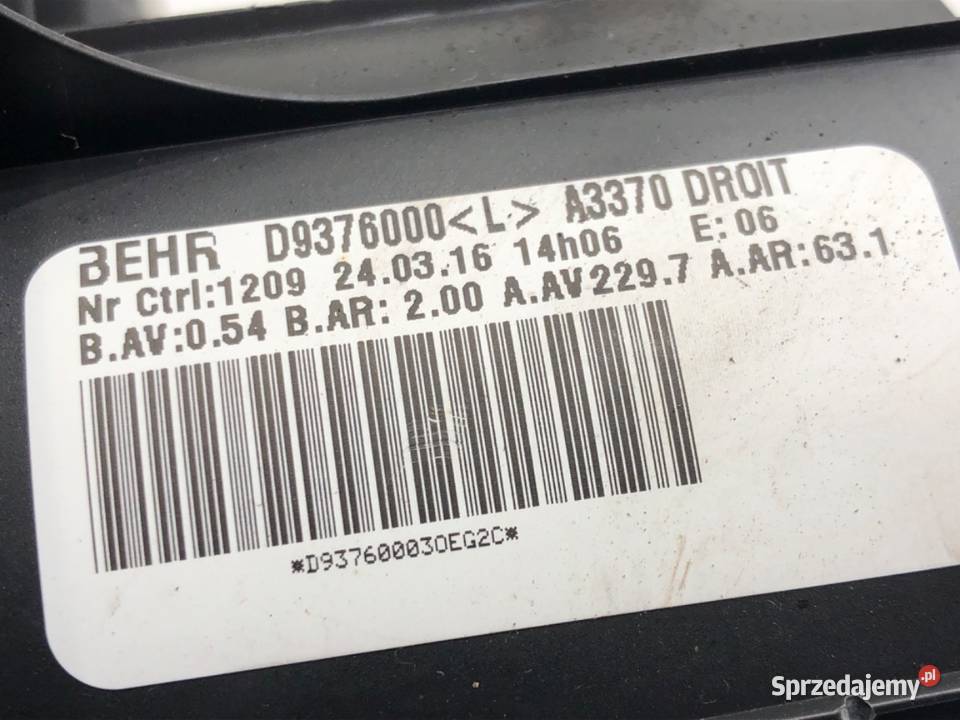 BEHR D9376000<L> A3370 DROIT
Nr Ctrl:1209 24.03.16 14h06 E: 06
B.AV:0.54 B.AR: 2.00 A.AV229.7 A.AR:63.1
*D93760003OEG2C*
Sprzedajemy.pl